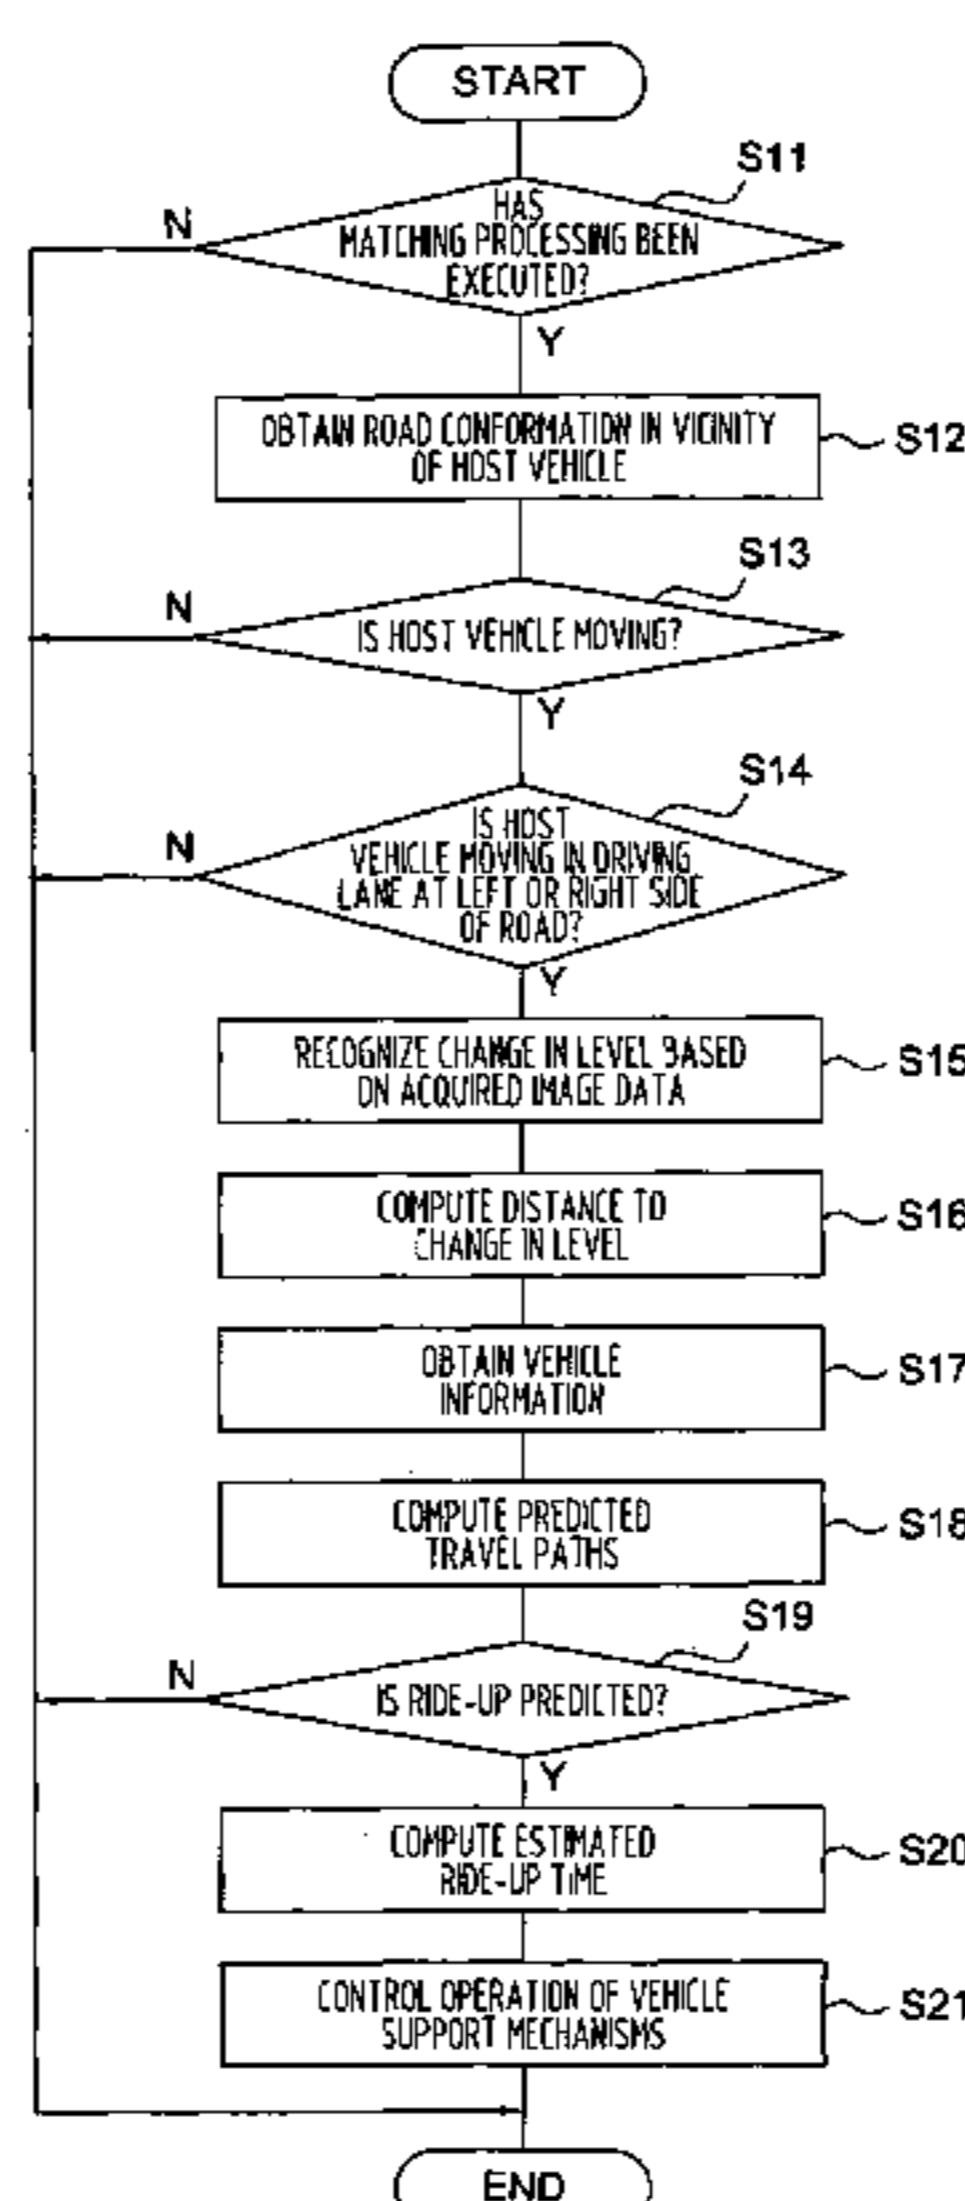 START
S11
N
HAS
MATCHING PROCESSING BEEN
EXECUTED?
Y
OBTAIN ROAD CONFORMATION IN VICINITY
OF HOST VEHICLE
S12
S13
N
IS HOST VEHICLE MOVING?
Y
S14
N
IS HOST
VEHICLE MOVING IN DRIVING
LANE AT LEFT OR RIGHT SIDE
OF ROAD?
Y
RECOGNIZE CHANGE IN LEVEL BASED
ON ACQUIRED IMAGE DATA
S15
COMPUTE DISTANCE TO
CHANGE IN LEVEL
S16
OBTAIN VEHICLE
INFORMATION
S17
COMPUTE PREDICTED
TRAVEL PATHS
S18
S19
N
IS RIDE-UP PREDICTED?
Y
COMPUTE ESTIMATED
RIDE-UP TIME
S20
CONTROL OPERATION OF VEHICLE
SUPPORT MECHANISMS
S21
END